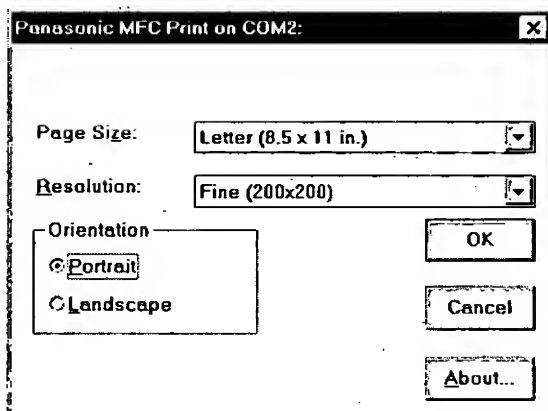 Panasonic MFC Print on COM2:
Page Size:
Letter (8.5 x 11 in.)
Resolution:
Fine (200x200)
Orientation
Portrait
Landscape
OK
Cancel
About...